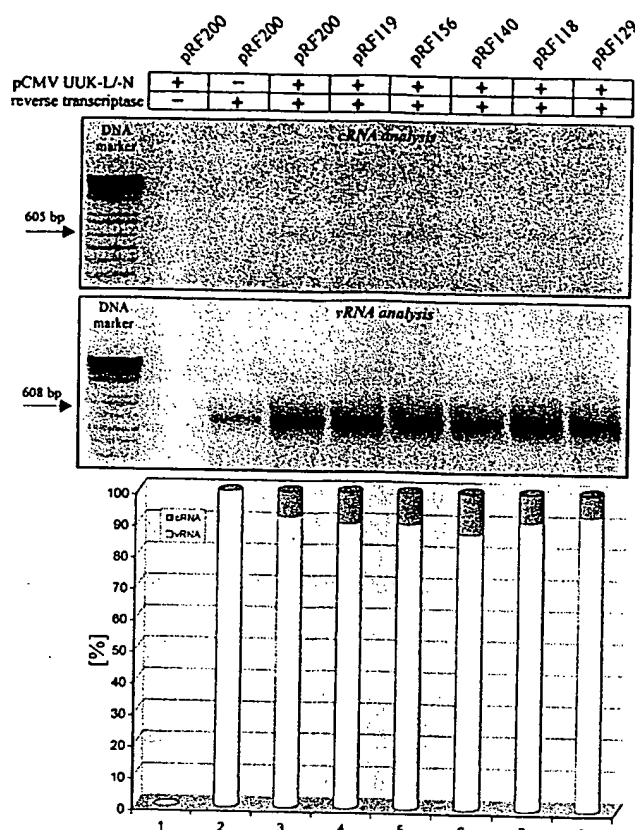 pRF200 pRF200 pRF200 pRF119 pRF156 pRF140 pRF118 pRF129
pCMV UUK-L/-N + − + + + + + +
reverse transcriptase − + + + + + + +
DNA marker
cRNA analysis
605 bp
DNA marker
vRNA analysis
608 bp
100
90
80
70
60
50
40
30
20
10
0
[%]
cRNA
vRNA
1 2 3 4 5 6